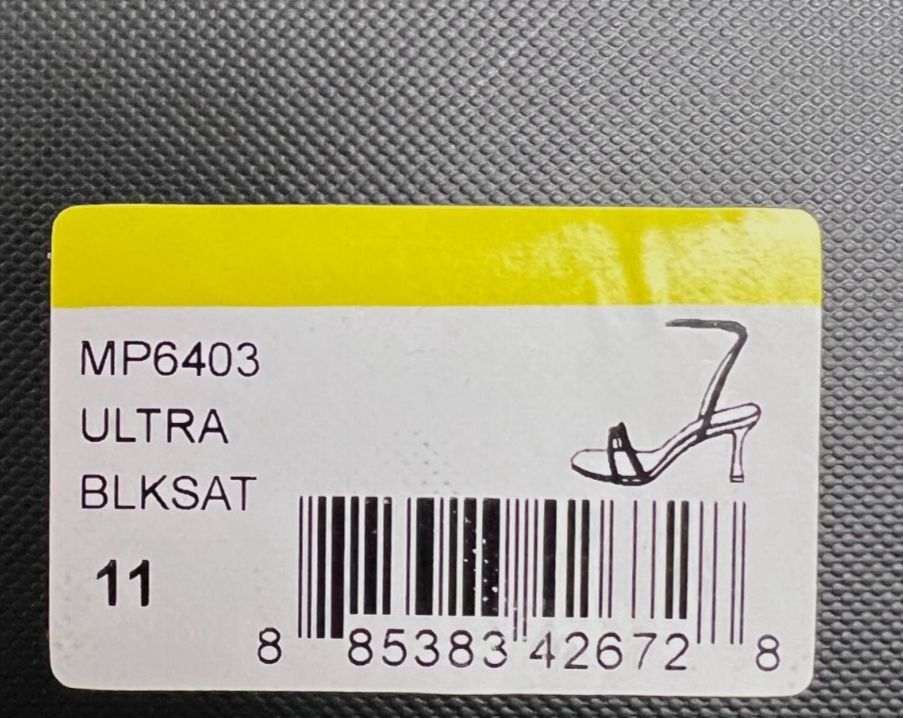 MP6403
ULTRA
BLKSAT
11
8 85383 42672 8